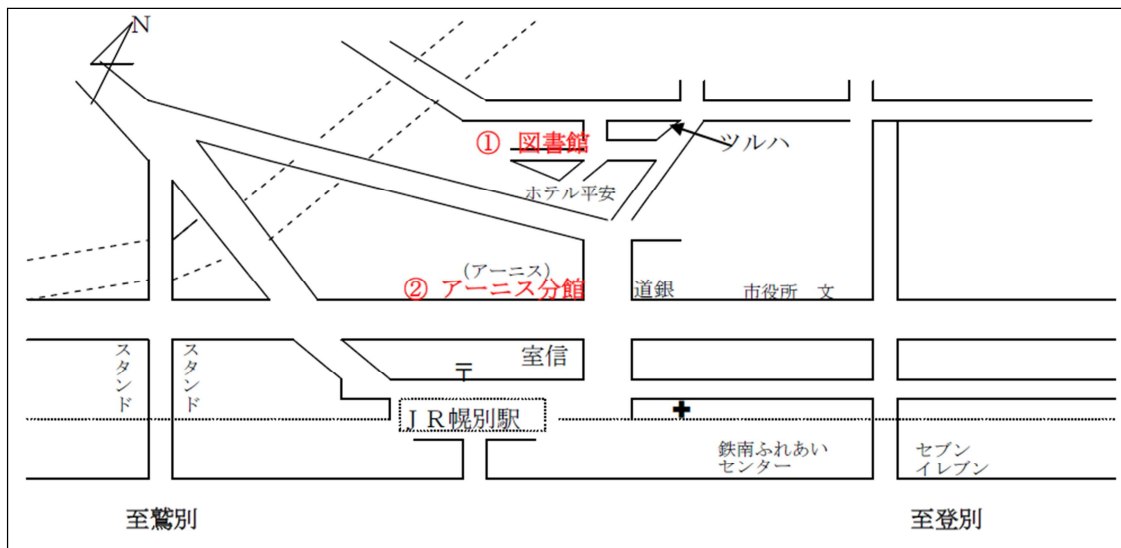 N
① 図書館
ツルハ
ホテル平安
(アーニス)
② アーニス分館
道銀
市役所 文
スタンド
スタンド
室信
〒
JR幌別駅
鉄南ふれあい
センター
セブン
イレブン
至鷲別
至登別